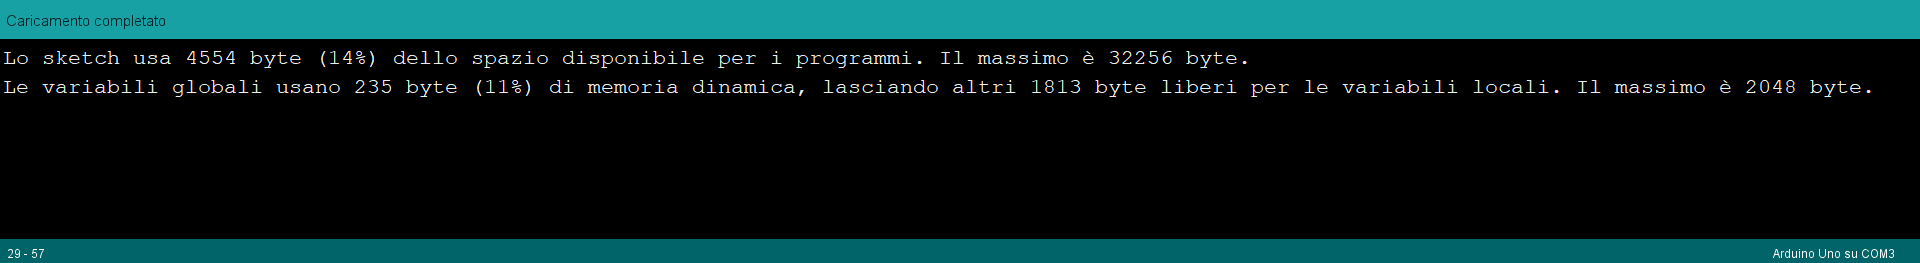 Caricamento completato
Lo sketch usa 4554 byte (14%) dello spazio disponibile per i programmi. Il massimo è 32256 byte.
Le variabili globali usano 235 byte (11%) di memoria dinamica, lasciando altri 1813 byte liberi per le variabili locali. Il massimo è 2048 byte.
29 - 57
Arduino Uno su COM3